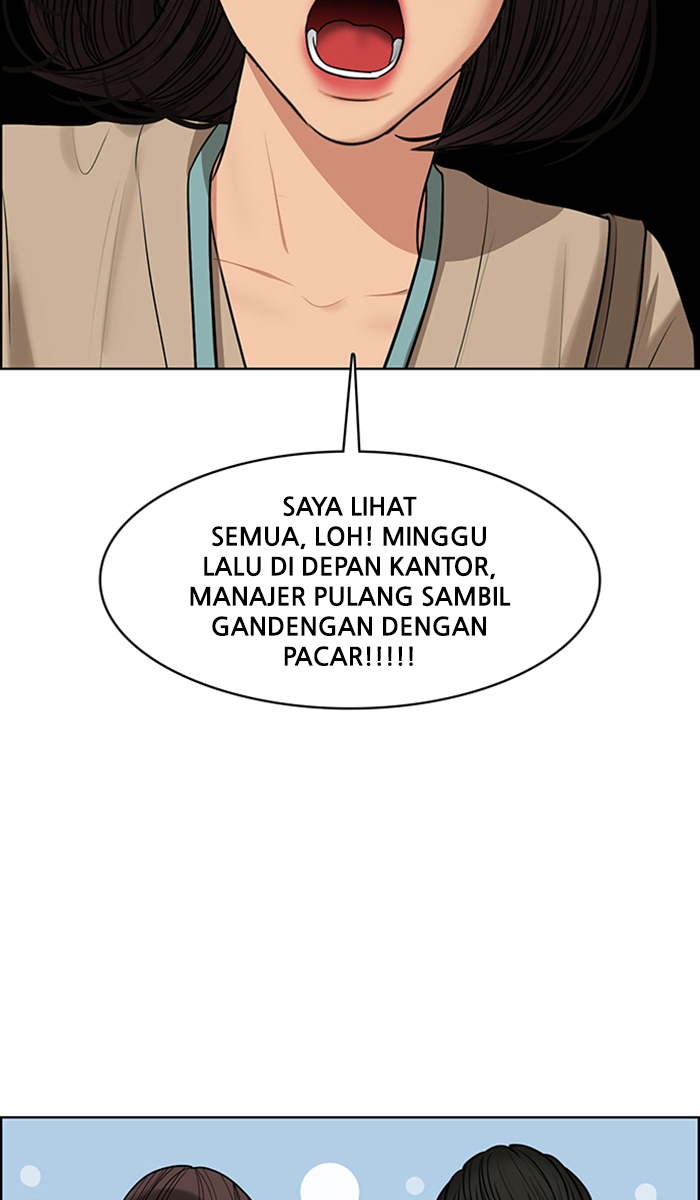 SAYA LIHAT
SEMUA, LOH! MINGGU
LALU DI DEPAN KANTOR,
MANAJER PULANG SAMBIL
GANDENGAN DENGAN
PACAR!!!!!